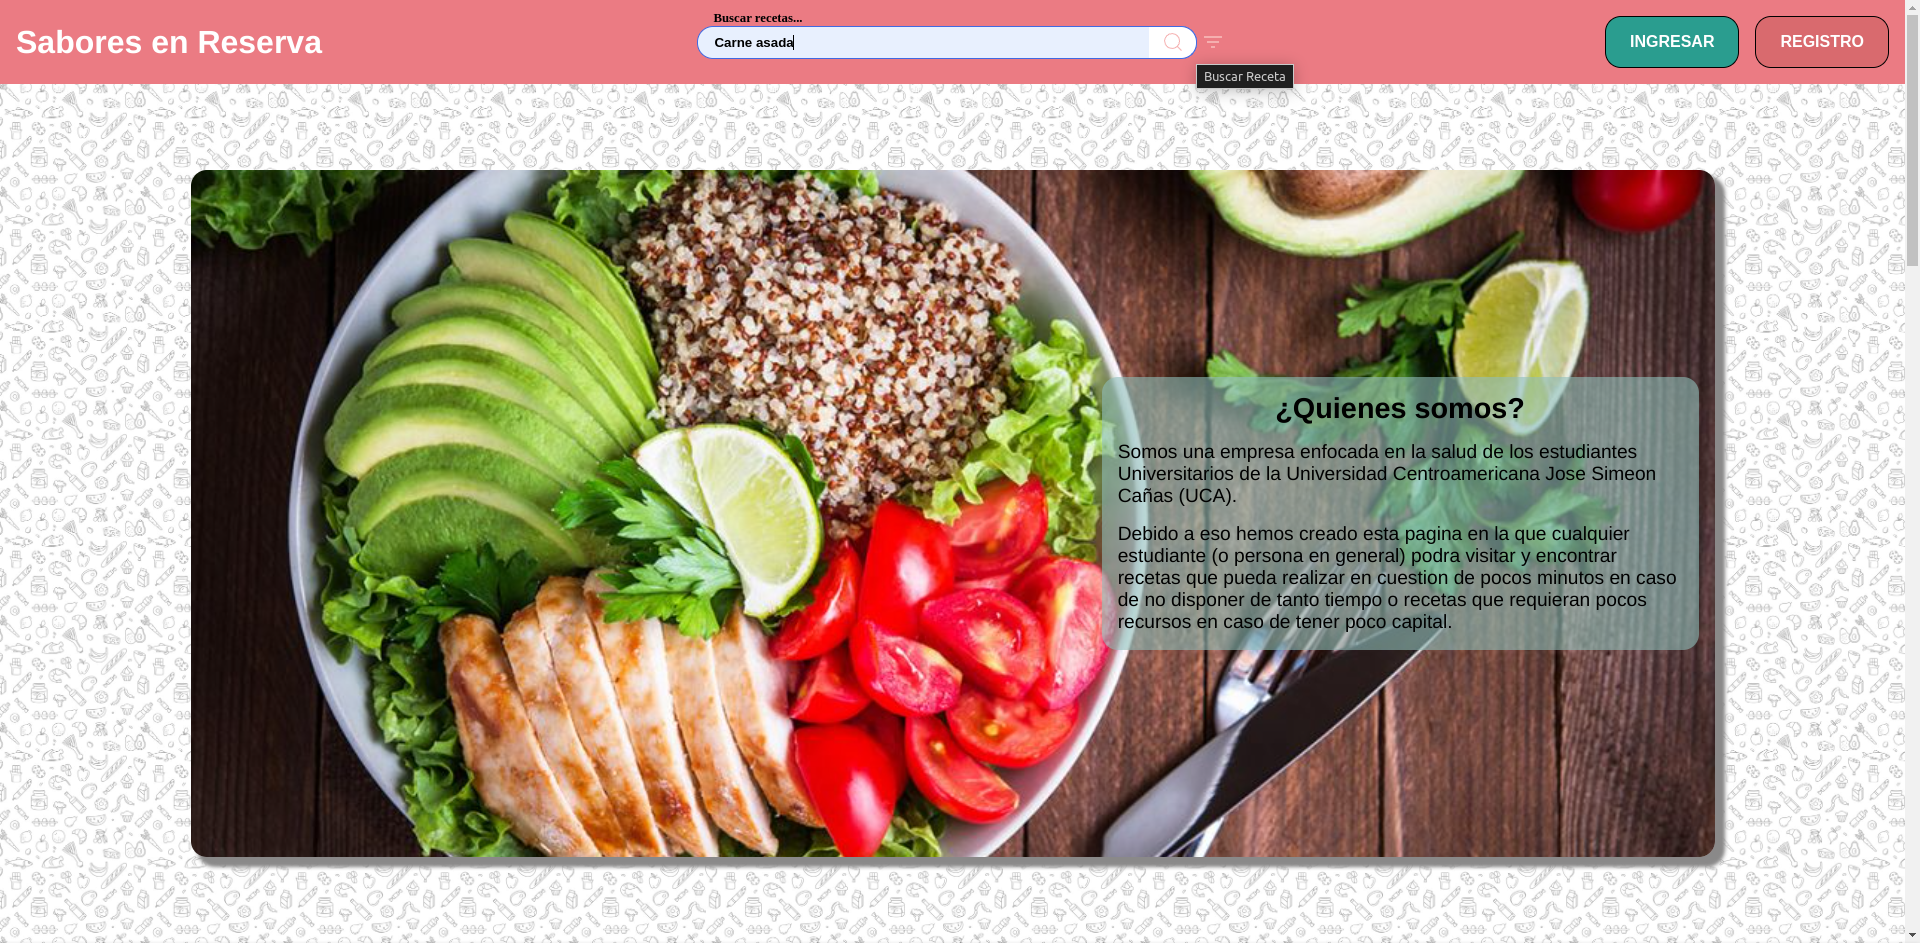 Sabores en Reserva
Buscar recetas...
Carne asada
Buscar Receta
INGRESAR
REGISTRO
¿Quienes somos?
Somos una empresa enfocada en la salud de los estudiantes
Universitarios de la Universidad Centroamericana Jose Simeon
Cañas (UCA).
Debido a eso hemos creado esta pagina en la que cualquier
estudiante (o persona en general) podra visitar y encontrar
recetas que pueda realizar en cuestion de pocos minutos en caso
de no disponer de tanto tiempo o recetas que requieran pocos
recursos en caso de tener poco capital.